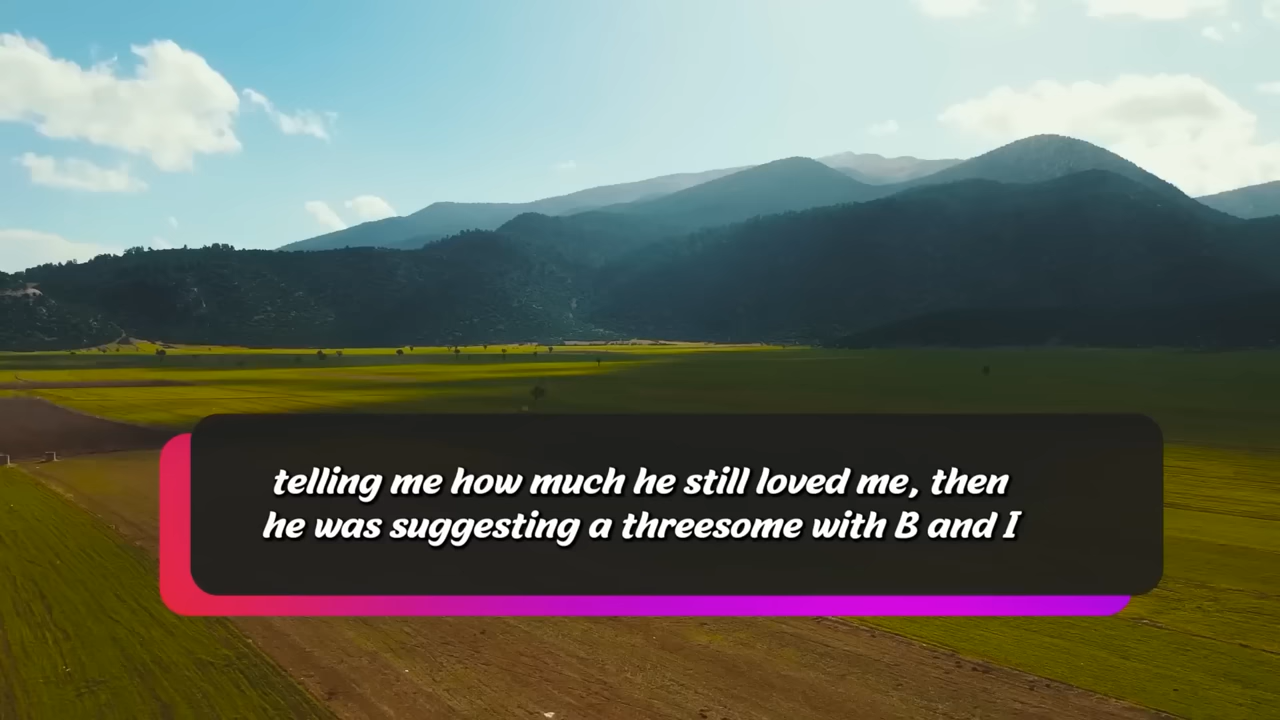 telling me how much he still loved me, then
he was suggesting a threesome with B and I